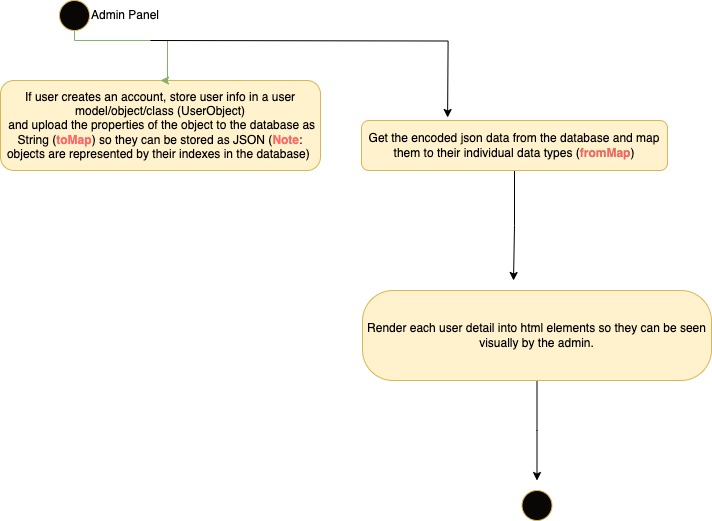 Admin Panel
If user creates an account, store user info in a user
model/object/class (UserObject)
and upload the properties of the object to the database as
String (toMap) so they can be stored as JSON (Note:
objects are represented by their indexes in the database)
Get the encoded json data from the database and map
them to their individual data types (fromMap)
Render each user detail into html elements so they can be seen
visually by the admin.